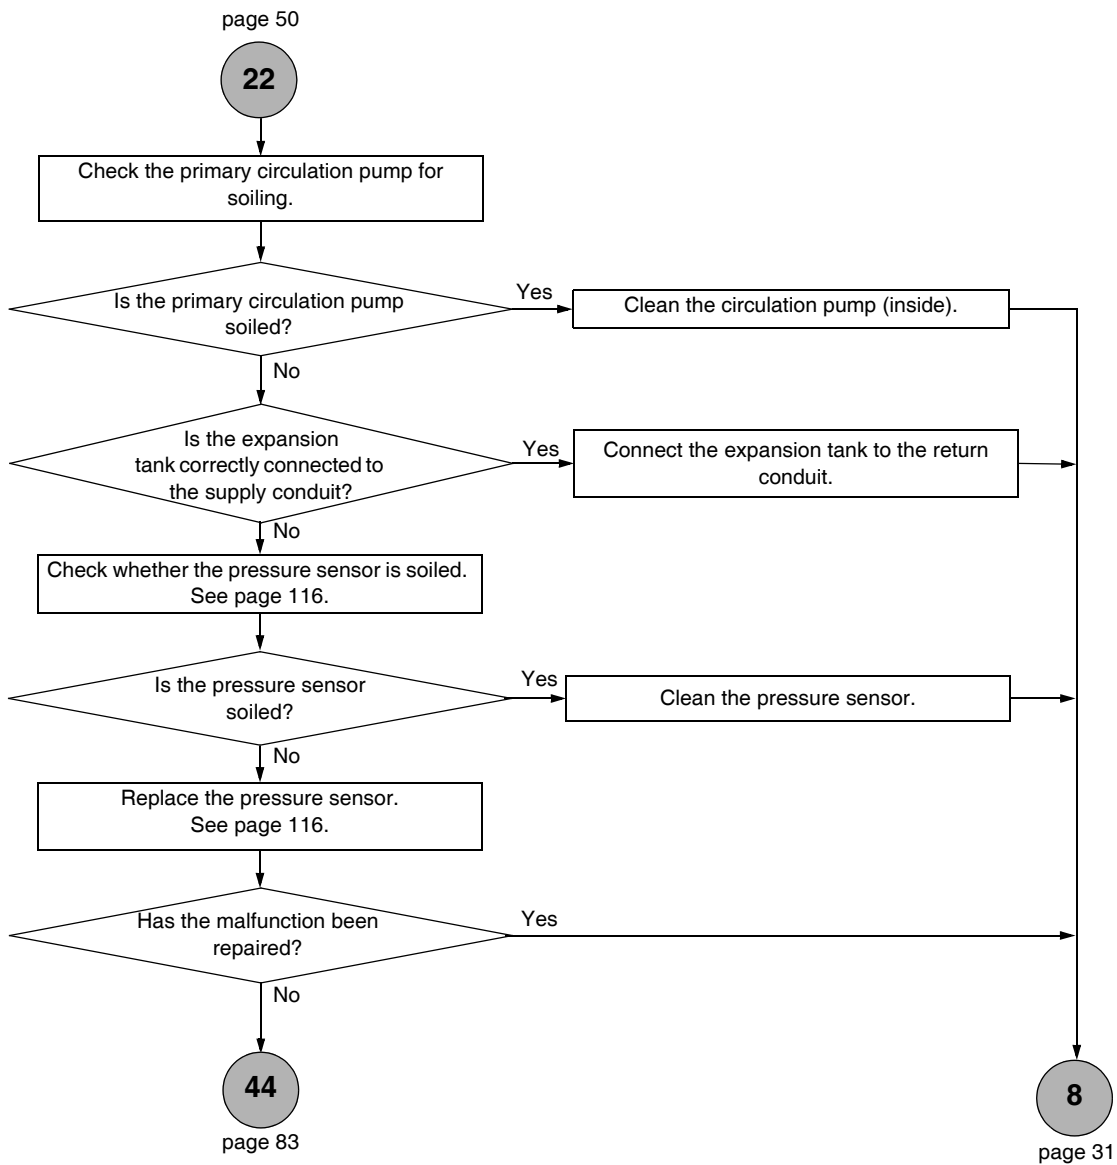 page 50
22
Check the primary circulation pump for
soiling.
Is the primary circulation pump
soiled?
Yes
Clean the circulation pump (inside).
No
Is the expansion
tank correctly connected to
the supply conduit?
Yes
Connect the expansion tank to the return
conduit.
No
Check whether the pressure sensor is soiled.
See page 116.
Is the pressure sensor
soiled?
Yes
Clean the pressure sensor.
No
Replace the pressure sensor.
See page 116.
Has the malfunction been
repaired?
Yes
No
44
page 83
8
page 31